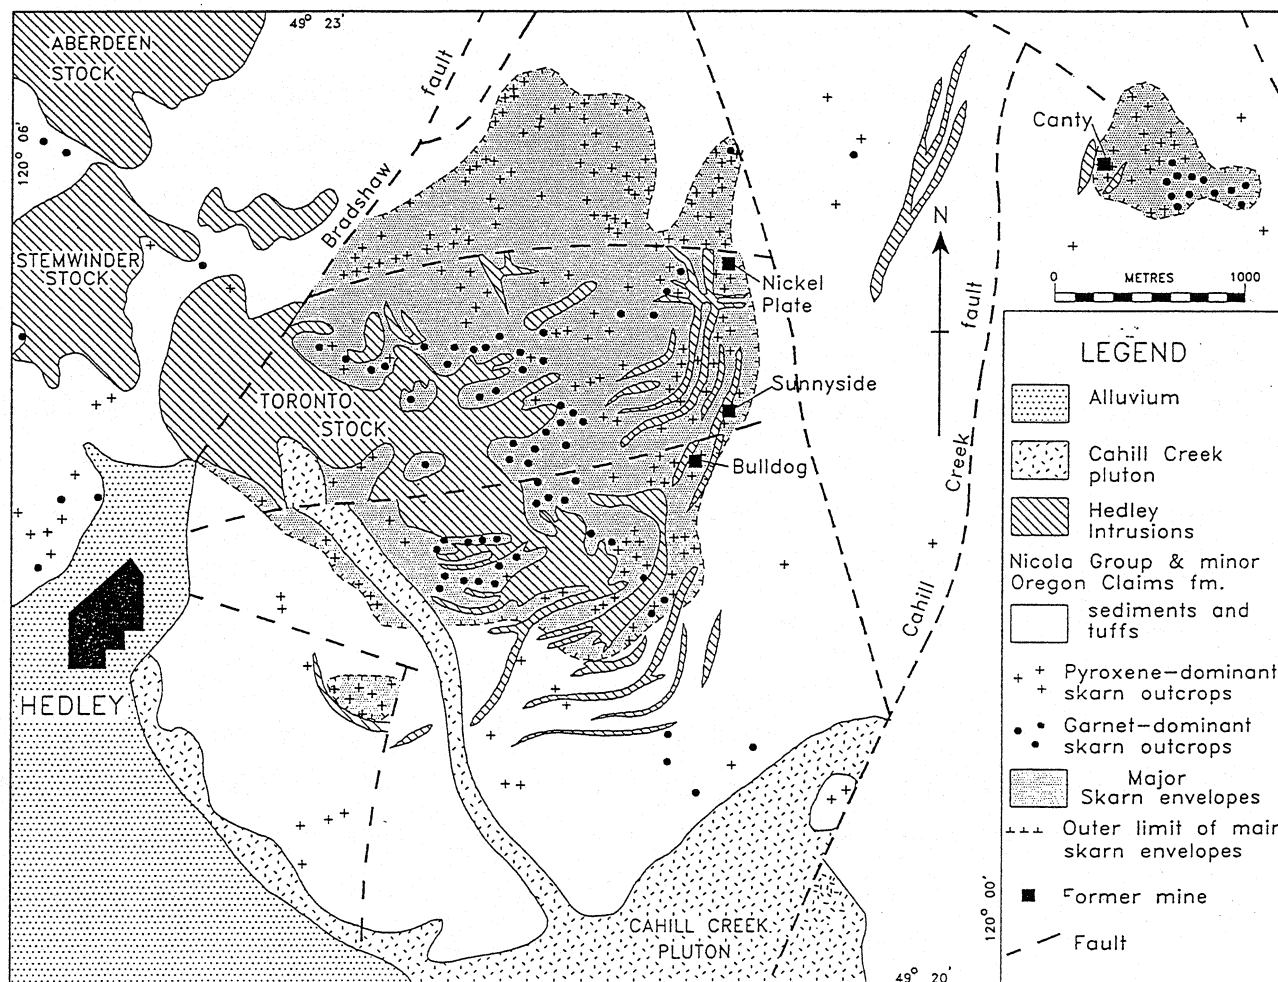 49° 23'
ABERDEEN
STOCK
120° 06'
fault
Bradshaw
Canty
N
STEMWINDER
STOCK
0 METRES 1000
Nickel
Plate
fault
LEGEND
Sunnyside
TORONTO
STOCK
Alluvium
Creek
Bulldog
Cahill Creek
pluton
Hedley
Intrusions
Nicola Group & minor
Oregon Claims fm.
sediments and
tuffs
Cahill
Pyroxene-dominant
skarn outcrops
HEDLEY
Garnet-dominant
skarn outcrops
Major
Skarn envelopes
Outer limit of main
skarn envelopes
Former mine
120° 00'
CAHILL CREEK
PLUTON
Fault
49° 20'